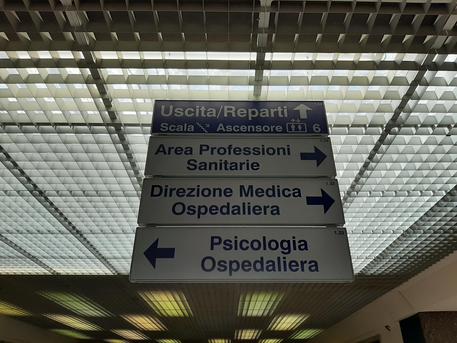 Uscita/Reparti
Scala Ascensore 6
Area Professioni
Sanitarie
Direzione Medica
Ospedaliera
Psicologia
Ospedaliera